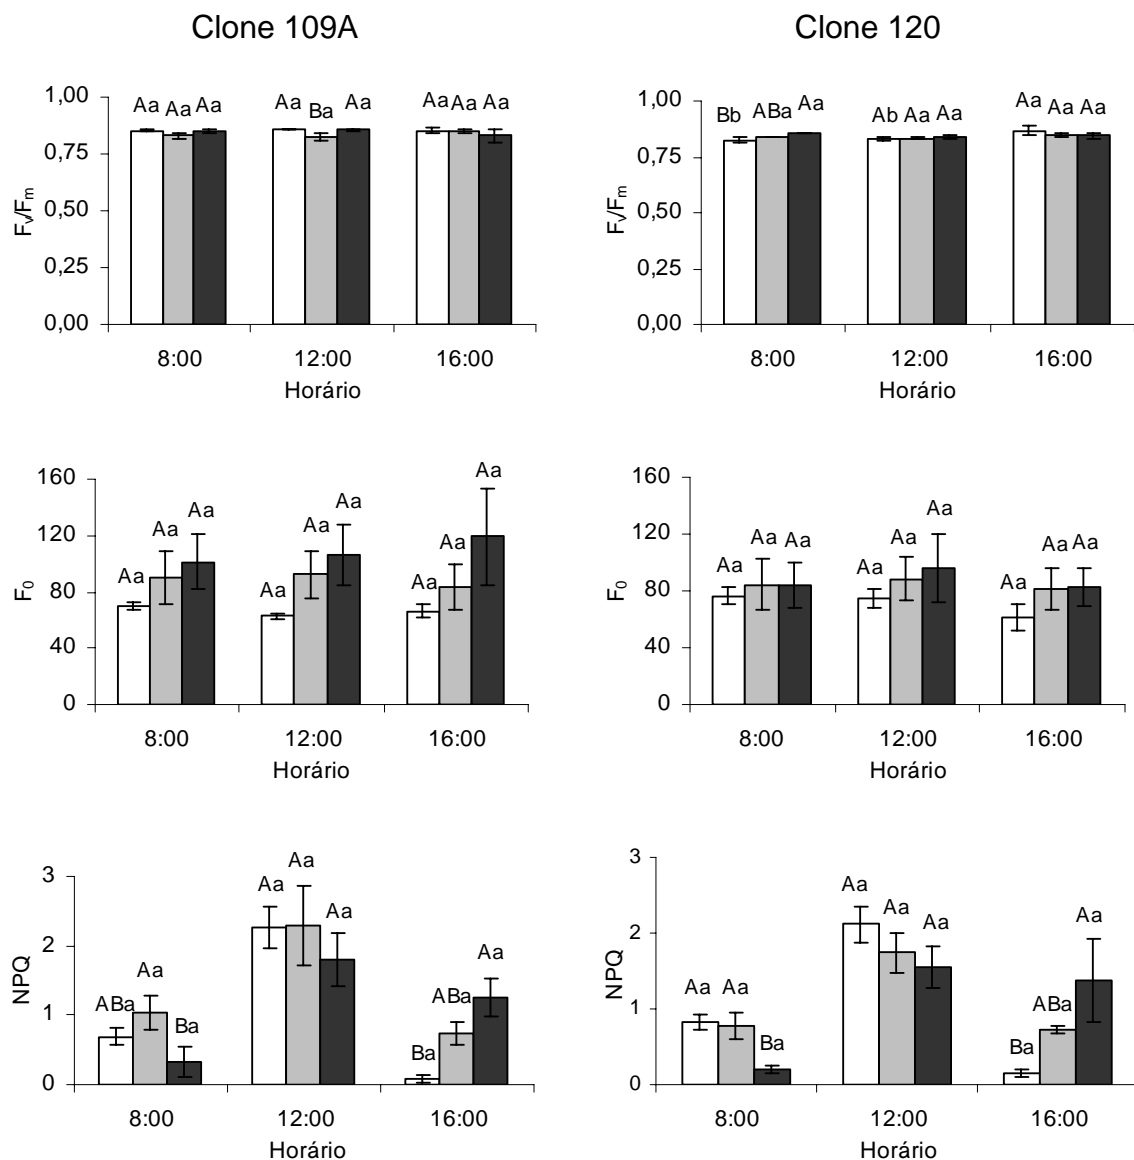 Clone 109A
Clone 120
1,00
0,75
0,50
0,25
0,00
Fv/Fm
Aa Aa Aa
Aa Ba Aa
Aa Aa Aa
8:00 12:00 16:00
Horário
1,00
0,75
0,50
0,25
0,00
Fv/Fm
Bb ABa Aa
Ab Aa Aa
Aa Aa Aa
8:00 12:00 16:00
Horário
160
120
80
40
0
F0
Aa Aa Aa
Aa Aa Aa
Aa Aa Aa
8:00 12:00 16:00
Horário
160
120
80
40
0
F0
Aa Aa Aa
Aa Aa Aa
Aa Aa Aa
8:00 12:00 16:00
Horário
3
2
1
0
NPQ
ABa Aa Ba
Aa Aa Aa
Ba ABa Aa
8:00 12:00 16:00
Horário
3
2
1
0
NPQ
Aa Aa Ba
Aa Aa Aa
Ba ABa Aa
8:00 12:00 16:00
Horário